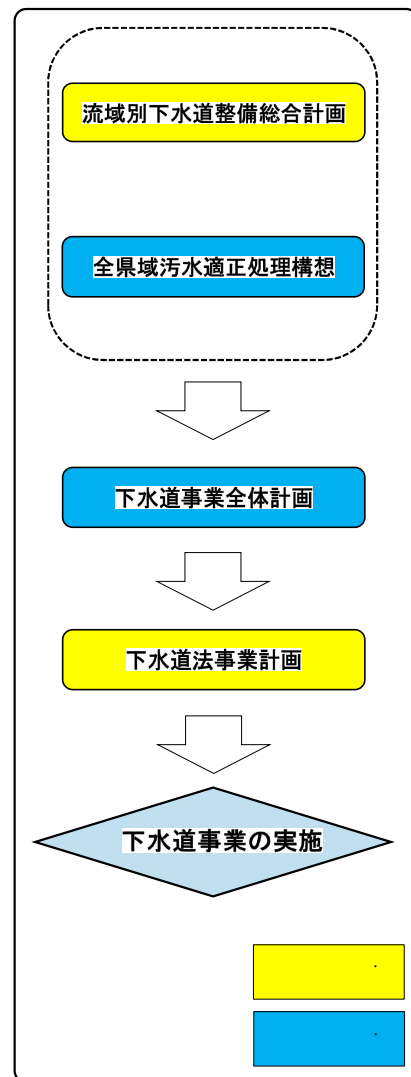 流域別下水道整備総合計画
全県域汚水適正処理構想
下水道事業全体計画
下水道法事業計画
下水道事業の実施